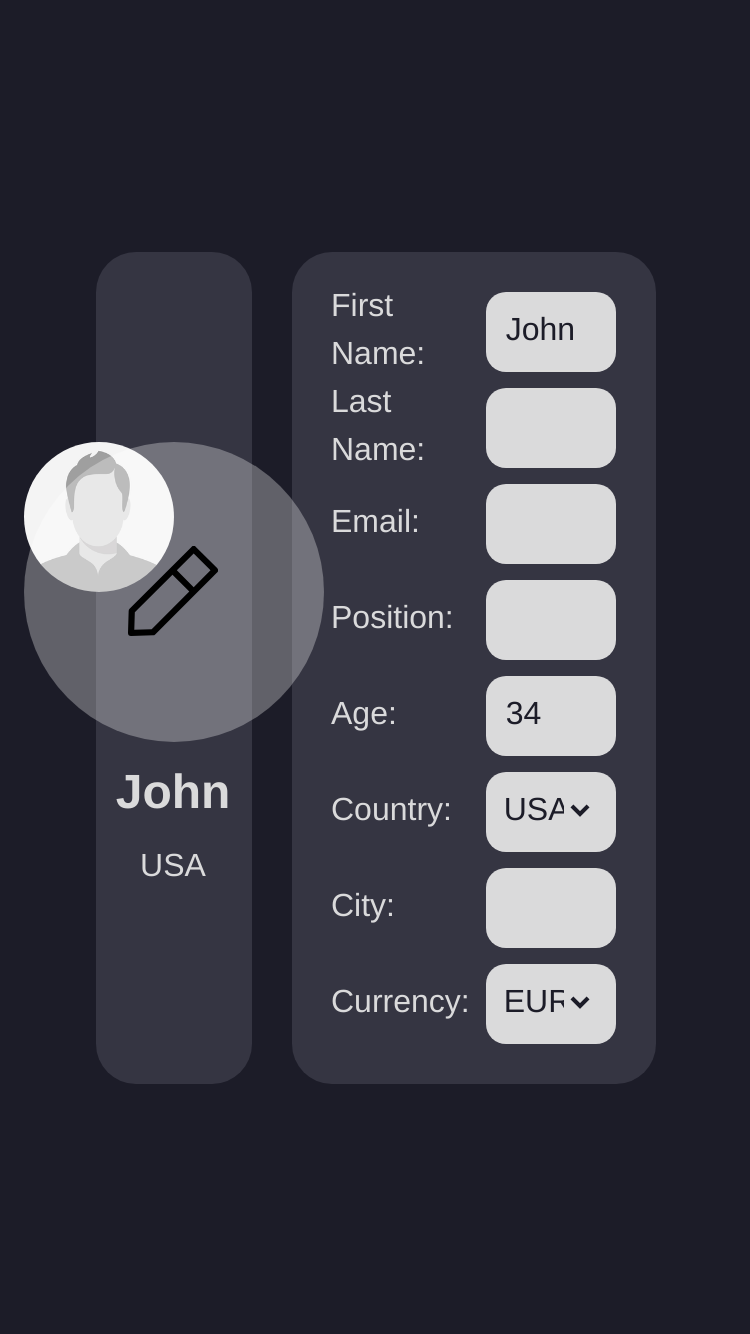 John
USA
First
Name:
John
Last
Name:
Email:
Position:
Age:
34
Country:
USA
City:
Currency:
EUR